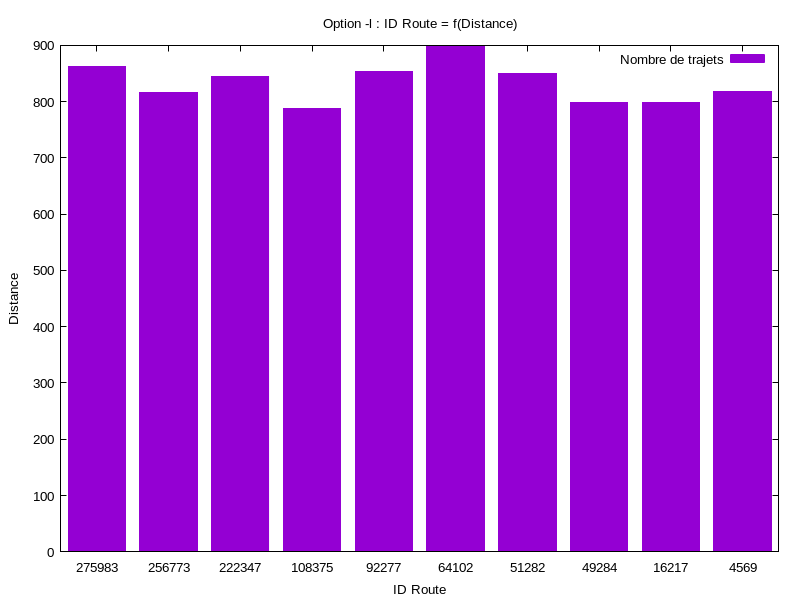 Option -l : ID Route = f(Distance)
Nombre de trajets
900
800
700
600
500
400
300
200
100
0
Distance
275983 256773 222347 108375 92277 64102 51282 49284 16217 4569
ID Route